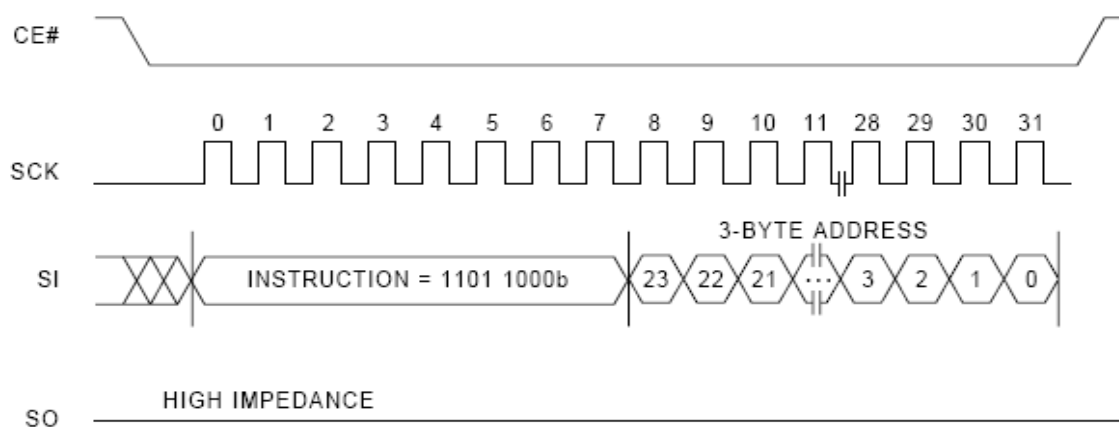 CE#
0 1 2 3 4 5 6 7 8 9 10 11 28 29 30 31
SCK
3-BYTE ADDRESS
SI INSTRUCTION = 1101 1000b 23 22 21 ... 3 2 1 0
HIGH IMPEDANCE
SO